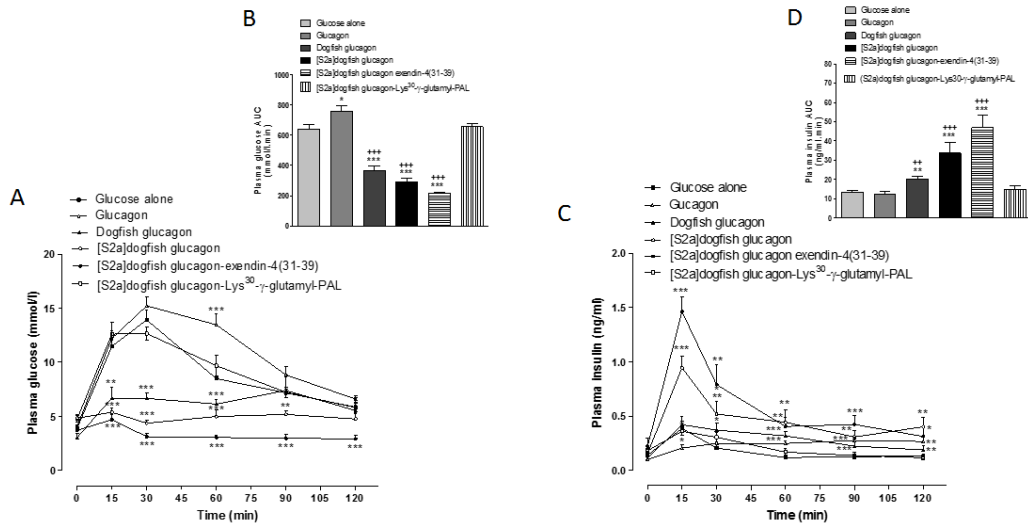 B
Glucose alone
Glucagon
Dogfish glucagon
[S2a]dogfish glucagon
[S2a]dogfish glucagon exendin-4(31-39)
[S2a]dogfish glucagon-Lys³⁰-γ-glutamyl-PAL
Plasma glucose AUC
(mmol/l.min)
800
600
400
200
0
*
+++
***
+++
***
+++
***
A
Glucose alone
Glucagon
Dogfish glucagon
[S2a]dogfish glucagon
[S2a]dogfish glucagon-exendin-4(31-39)
[S2a]dogfish glucagon-Lys³⁰-γ-glutamyl-PAL
Plasma glucose (mmol/l)
20
15
10
5
0
0 15 30 45 60 75 90 105 120
Time (min)
**
***
***
***
***
***
***
***
***
**
***
***
D
Glucose alone
Glucagon
Dogfish glucagon
[S2a]dogfish glucagon
[S2a]dogfish glucagon-exendin-4(31-39)
(S2a]dogfish glucagon-Lys30-γ-glutamyl-PAL
Plasma insulin AUC
(ng/ml.min)
80
70
60
50
40
30
20
10
0
++
**
+++
***
+++
***
C
Glucose alone
Gucagon
Dogfish glucagon
[S2a]dogfish glucagon
[S2a]dogfish glucagon exendin-4(31-39)
[S2a]dogfish glucagon-Lys³⁰-γ-glutamyl-PAL
Plasma Insulin (ng/ml)
2.0
1.5
1.0
0.5
0.0
0 15 30 45 60 75 90 105 120
Time (min)
***
***
*
*
**
*
**
*
**
**
***
***
***
**
***
***
**
*
**
**